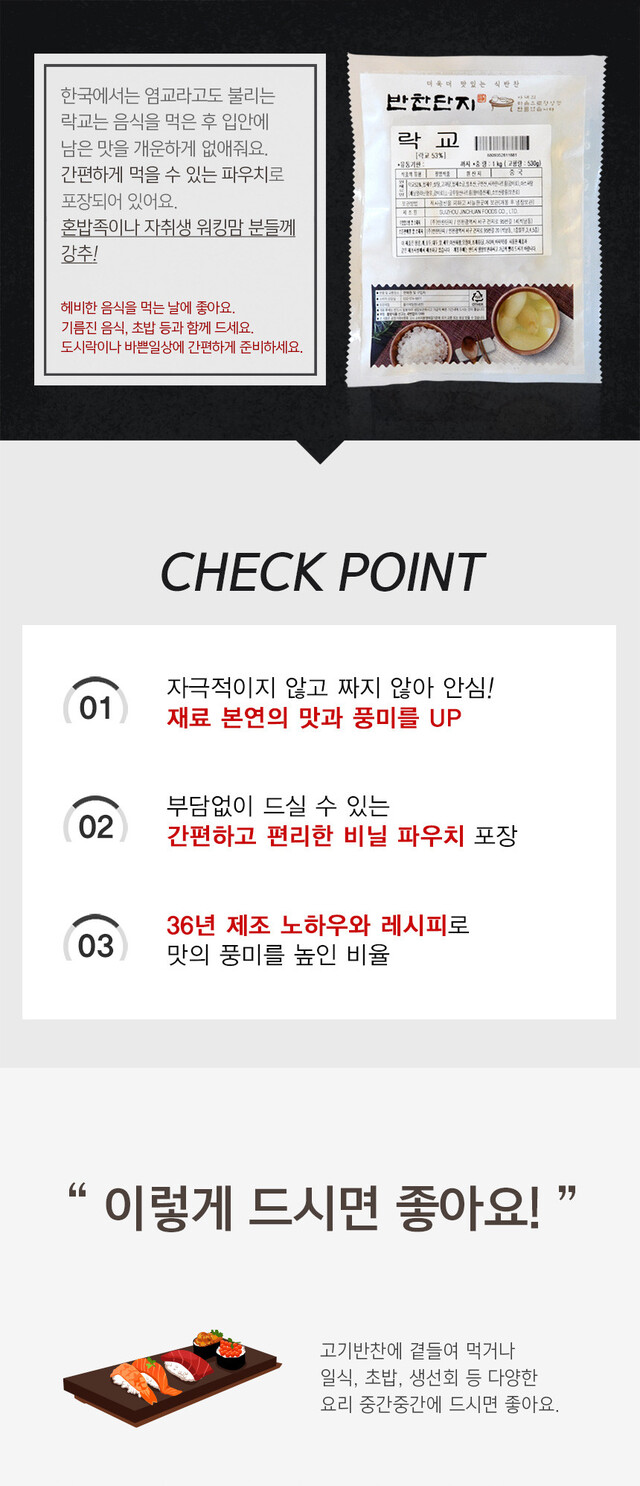 한국에서는 염교라고도 불리는
락교는 음식을 먹은 후 입안에
남은 맛을 개운하게 없애줘요.
간편하게 먹을 수 있는 파우치로
포장되어 있어요.
혼밥족이나 자취생 워킹맘 분들께
강추!
헤비한 음식을 먹는 날에 좋아요.
기름진 음식, 초밥 등과 함께 드세요.
도시락이나 바쁜일상에 간편하게 준비하세요.
더욱더 맛있는 식반찬
반찬단지
락 교
[락교 53%]
중 국
SUZHOU JINCHUAN FOODS CO., LTD
CHECK POINT
01
자극적이지 않고 짜지 않아 안심!
재료 본연의 맛과 풍미를 UP
02
부담없이 드실 수 있는
간편하고 편리한 비닐 파우치 포장
03
36년 제조 노하우와 레시피로
맛의 풍미를 높인 비율
“ 이렇게 드시면 좋아요! ”
고기반찬에 곁들여 먹거나
일식, 초밥, 생선회 등 다양한
요리 중간중간에 드시면 좋아요.